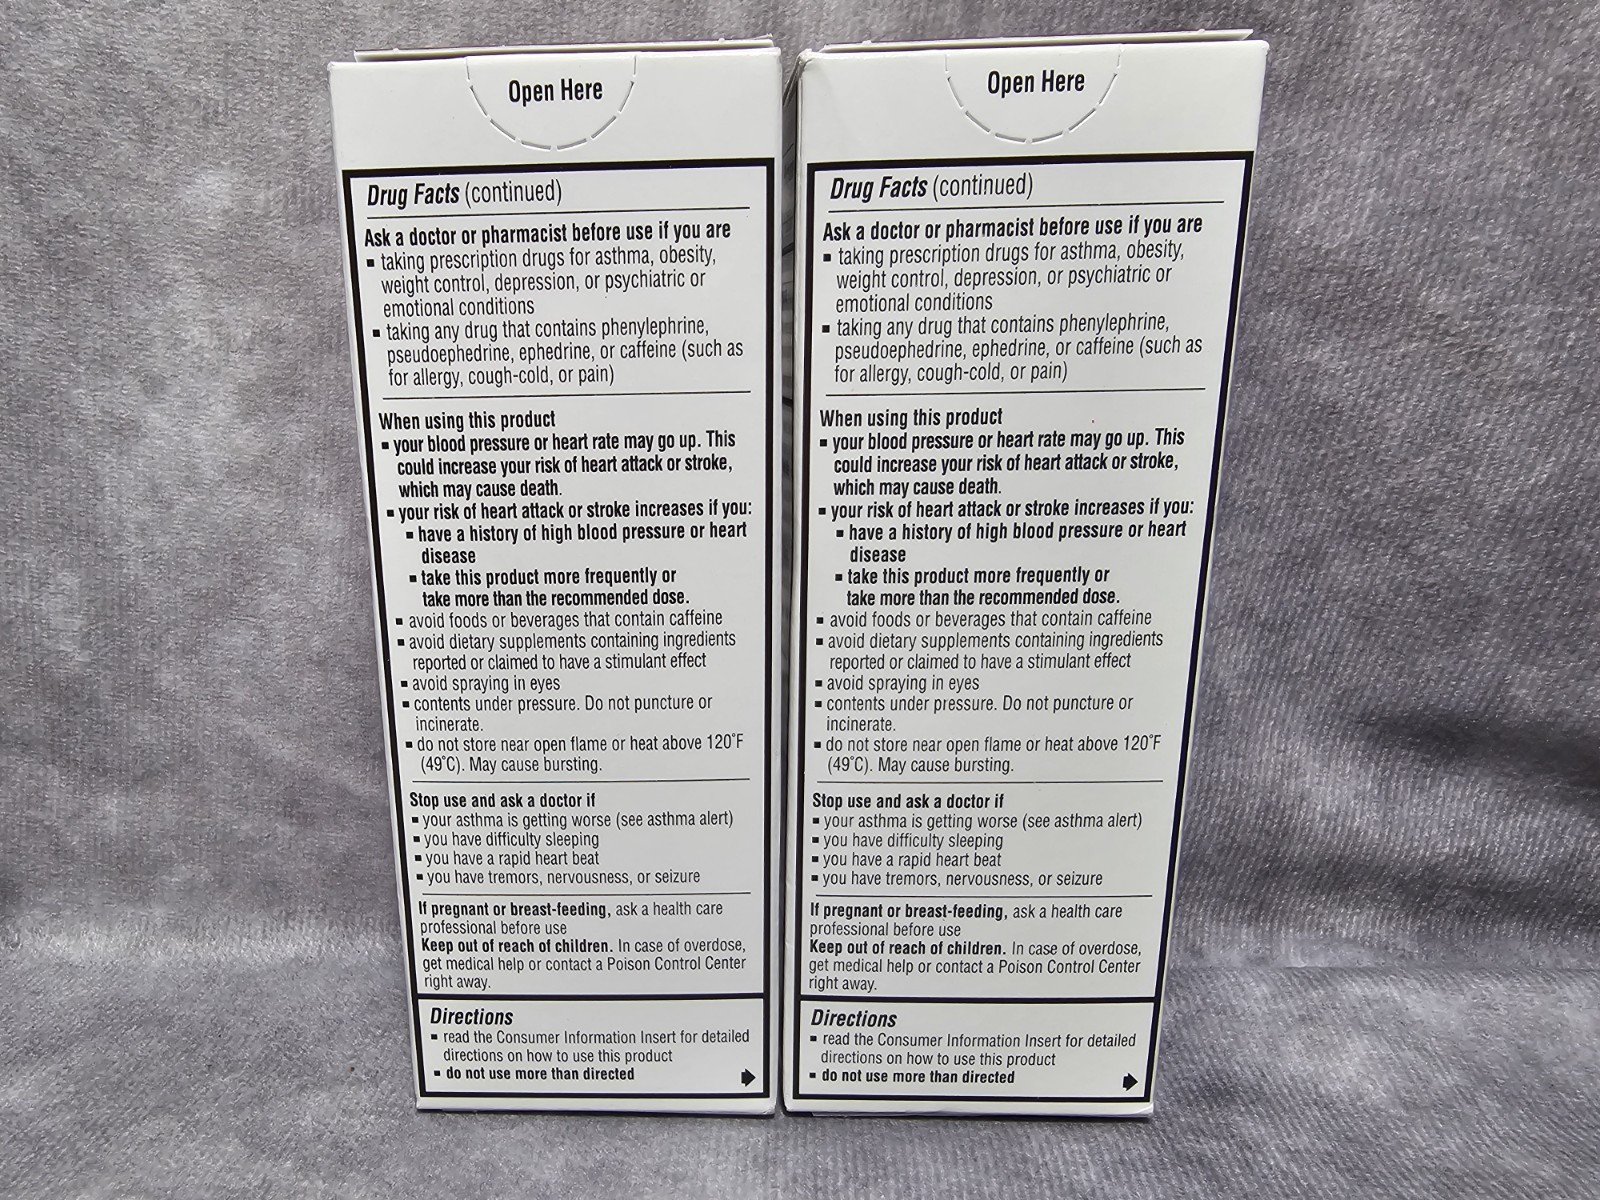 Open Here
Drug Facts (continued)
Ask a doctor or pharmacist before use if you are
▪ taking prescription drugs for asthma, obesity,
weight control, depression, or psychiatric or
emotional conditions
▪ taking any drug that contains phenylephrine,
pseudoephedrine, ephedrine, or caffeine (such as
for allergy, cough-cold, or pain)
When using this product
▪ your blood pressure or heart rate may go up. This
could increase your risk of heart attack or stroke,
which may cause death.
▪ your risk of heart attack or stroke increases if you:
▪ have a history of high blood pressure or heart
disease
▪ take this product more frequently or
take more than the recommended dose.
▪ avoid foods or beverages that contain caffeine
▪ avoid dietary supplements containing ingredients
reported or claimed to have a stimulant effect
▪ avoid spraying in eyes
▪ contents under pressure. Do not puncture or
incinerate.
▪ do not store near open flame or heat above 120°F
(49°C). May cause bursting.
Stop use and ask a doctor if
▪ your asthma is getting worse (see asthma alert)
▪ you have difficulty sleeping
▪ you have a rapid heart beat
▪ you have tremors, nervousness, or seizure
If pregnant or breast-feeding, ask a health care
professional before use
Keep out of reach of children. In case of overdose,
get medical help or contact a Poison Control Center
right away.
Directions
▪ read the Consumer Information Insert for detailed
directions on how to use this product
▪ do not use more than directed
Open Here
Drug Facts (continued)
Ask a doctor or pharmacist before use if you are
▪ taking prescription drugs for asthma, obesity,
weight control, depression, or psychiatric or
emotional conditions
▪ taking any drug that contains phenylephrine,
pseudoephedrine, ephedrine, or caffeine (such as
for allergy, cough-cold, or pain)
When using this product
▪ your blood pressure or heart rate may go up. This
could increase your risk of heart attack or stroke,
which may cause death.
▪ your risk of heart attack or stroke increases if you:
▪ have a history of high blood pressure or heart
disease
▪ take this product more frequently or
take more than the recommended dose.
▪ avoid foods or beverages that contain caffeine
▪ avoid dietary supplements containing ingredients
reported or claimed to have a stimulant effect
▪ avoid spraying in eyes
▪ contents under pressure. Do not puncture or
incinerate.
▪ do not store near open flame or heat above 120°F
(49°C). May cause bursting.
Stop use and ask a doctor if
▪ your asthma is getting worse (see asthma alert)
▪ you have difficulty sleeping
▪ you have a rapid heart beat
▪ you have tremors, nervousness, or seizure
If pregnant or breast-feeding, ask a health care
professional before use
Keep out of reach of children. In case of overdose,
get medical help or contact a Poison Control Center
right away.
Directions
▪ read the Consumer Information Insert for detailed
directions on how to use this product
▪ do not use more than directed